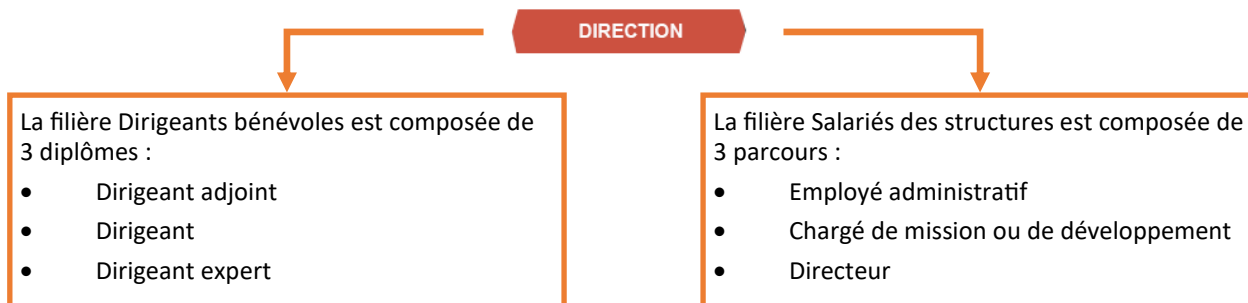 DIRECTION
La filière Dirigeants bénévoles est composée de
3 diplômes :
• Dirigeant adjoint
• Dirigeant
• Dirigeant expert
La filière Salariés des structures est composée de
3 parcours :
• Employé administratif
• Chargé de mission ou de développement
• Directeur